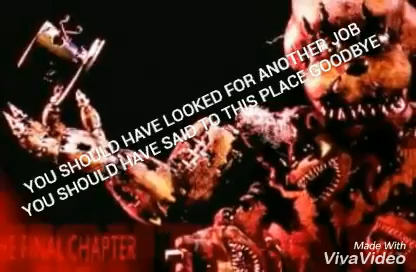 YOU SHOULD HAVE LOOKED FOR ANOTHER JOB
YOU SHOULD HAVE SAID TO THIS PLACE GOODBYE
FINAL CHAPTER
Made With
VivaVideo